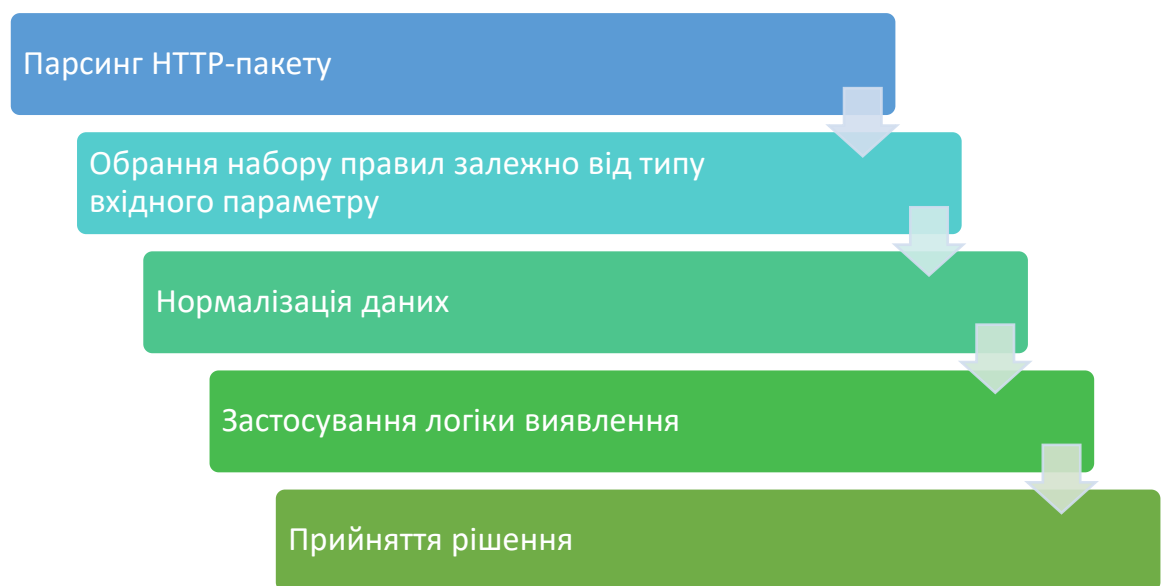 Парсинг HTTP-пакету
Обрання набору правил залежно від типу
вхідного параметру
Нормалізація даних
Застосування логіки виявлення
Прийняття рішення